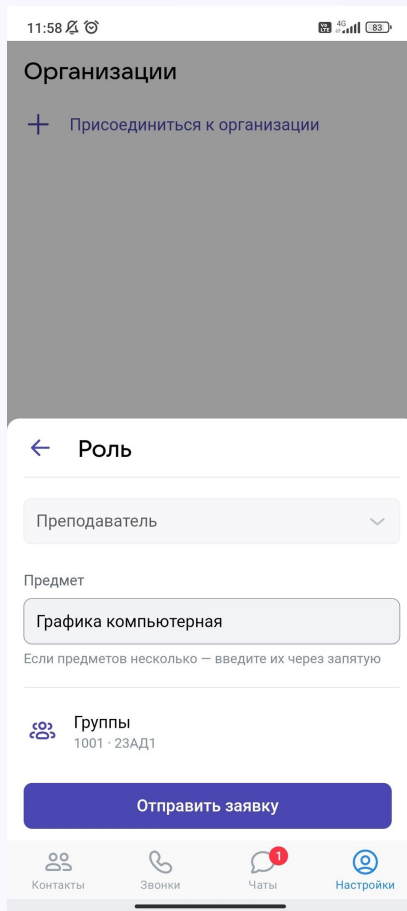 11:58
4G
83
Организации
Присоединиться к организации
Роль
Преподаватель
Предмет
Графика компьютерная
Если предметов несколько — введите их через запятую
Группы
1001 · 23АД1
Отправить заявку
1
Контакты
Звонки
Чаты
Настройки